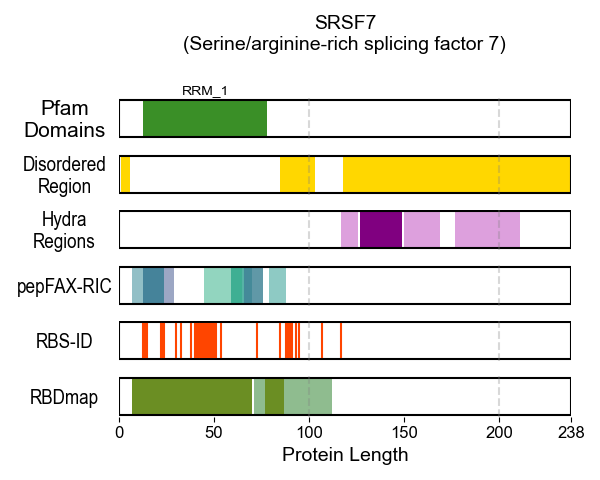 SRSF7
(Serine/arginine-rich splicing factor 7)
RRM_1
Pfam
Domains
Disordered
Region
Hydra
Regions
pepFAX-RIC
RBS-ID
RBDmap
0 50 100 150 200 238
Protein Length